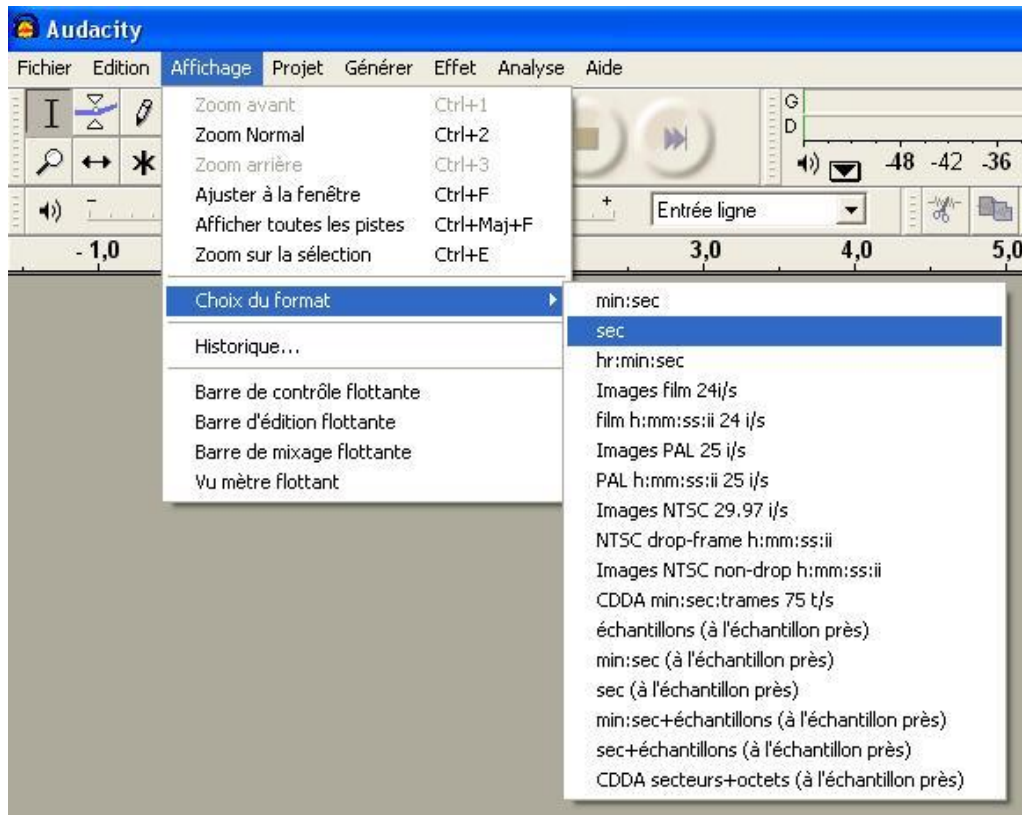 Audacity
Fichier Edition Affichage Projet Générer Effet Analyse Aide
Zoom avant Ctrl+1
Zoom Normal Ctrl+2
Zoom arrière Ctrl+3
Ajuster à la fenêtre Ctrl+F
Afficher toutes les pistes Ctrl+Maj+F
Zoom sur la sélection Ctrl+E
Choix du format
Historique...
Barre de contrôle flottante
Barre d'édition flottante
Barre de mixage flottante
Vu mètre flottant
G
D
-48 -42 -36
- + Entrée ligne
- 1,0 3,0 4,0 5,0
min:sec
sec
hr:min:sec
Images film 24i/s
film h:mm:ss:ii 24 i/s
Images PAL 25 i/s
PAL h:mm:ss:ii 25 i/s
Images NTSC 29.97 i/s
NTSC drop-frame h:mm:ss:ii
Images NTSC non-drop h:mm:ss:ii
CDDA min:sec:trames 75 t/s
échantillons (à l'échantillon près)
min:sec (à l'échantillon près)
sec (à l'échantillon près)
min:sec+échantillons (à l'échantillon près)
sec+échantillons (à l'échantillon près)
CDDA secteurs+octets (à l'échantillon près)